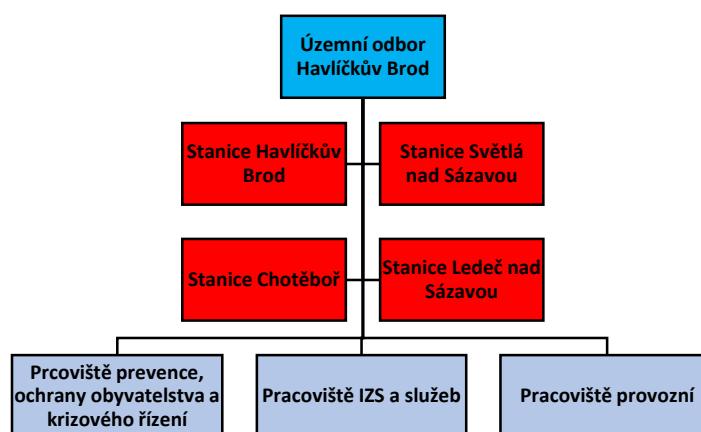 Územní odbor
Havlíčkův Brod
Stanice Havlíčkův
Brod
Stanice Světlá
nad Sázavou
Stanice Chotěboř
Stanice Ledeč nad
Sázavou
Prcoviště prevence,
ochrany obyvatelstva a
krizového řízení
Pracoviště IZS a služeb
Pracoviště provozní